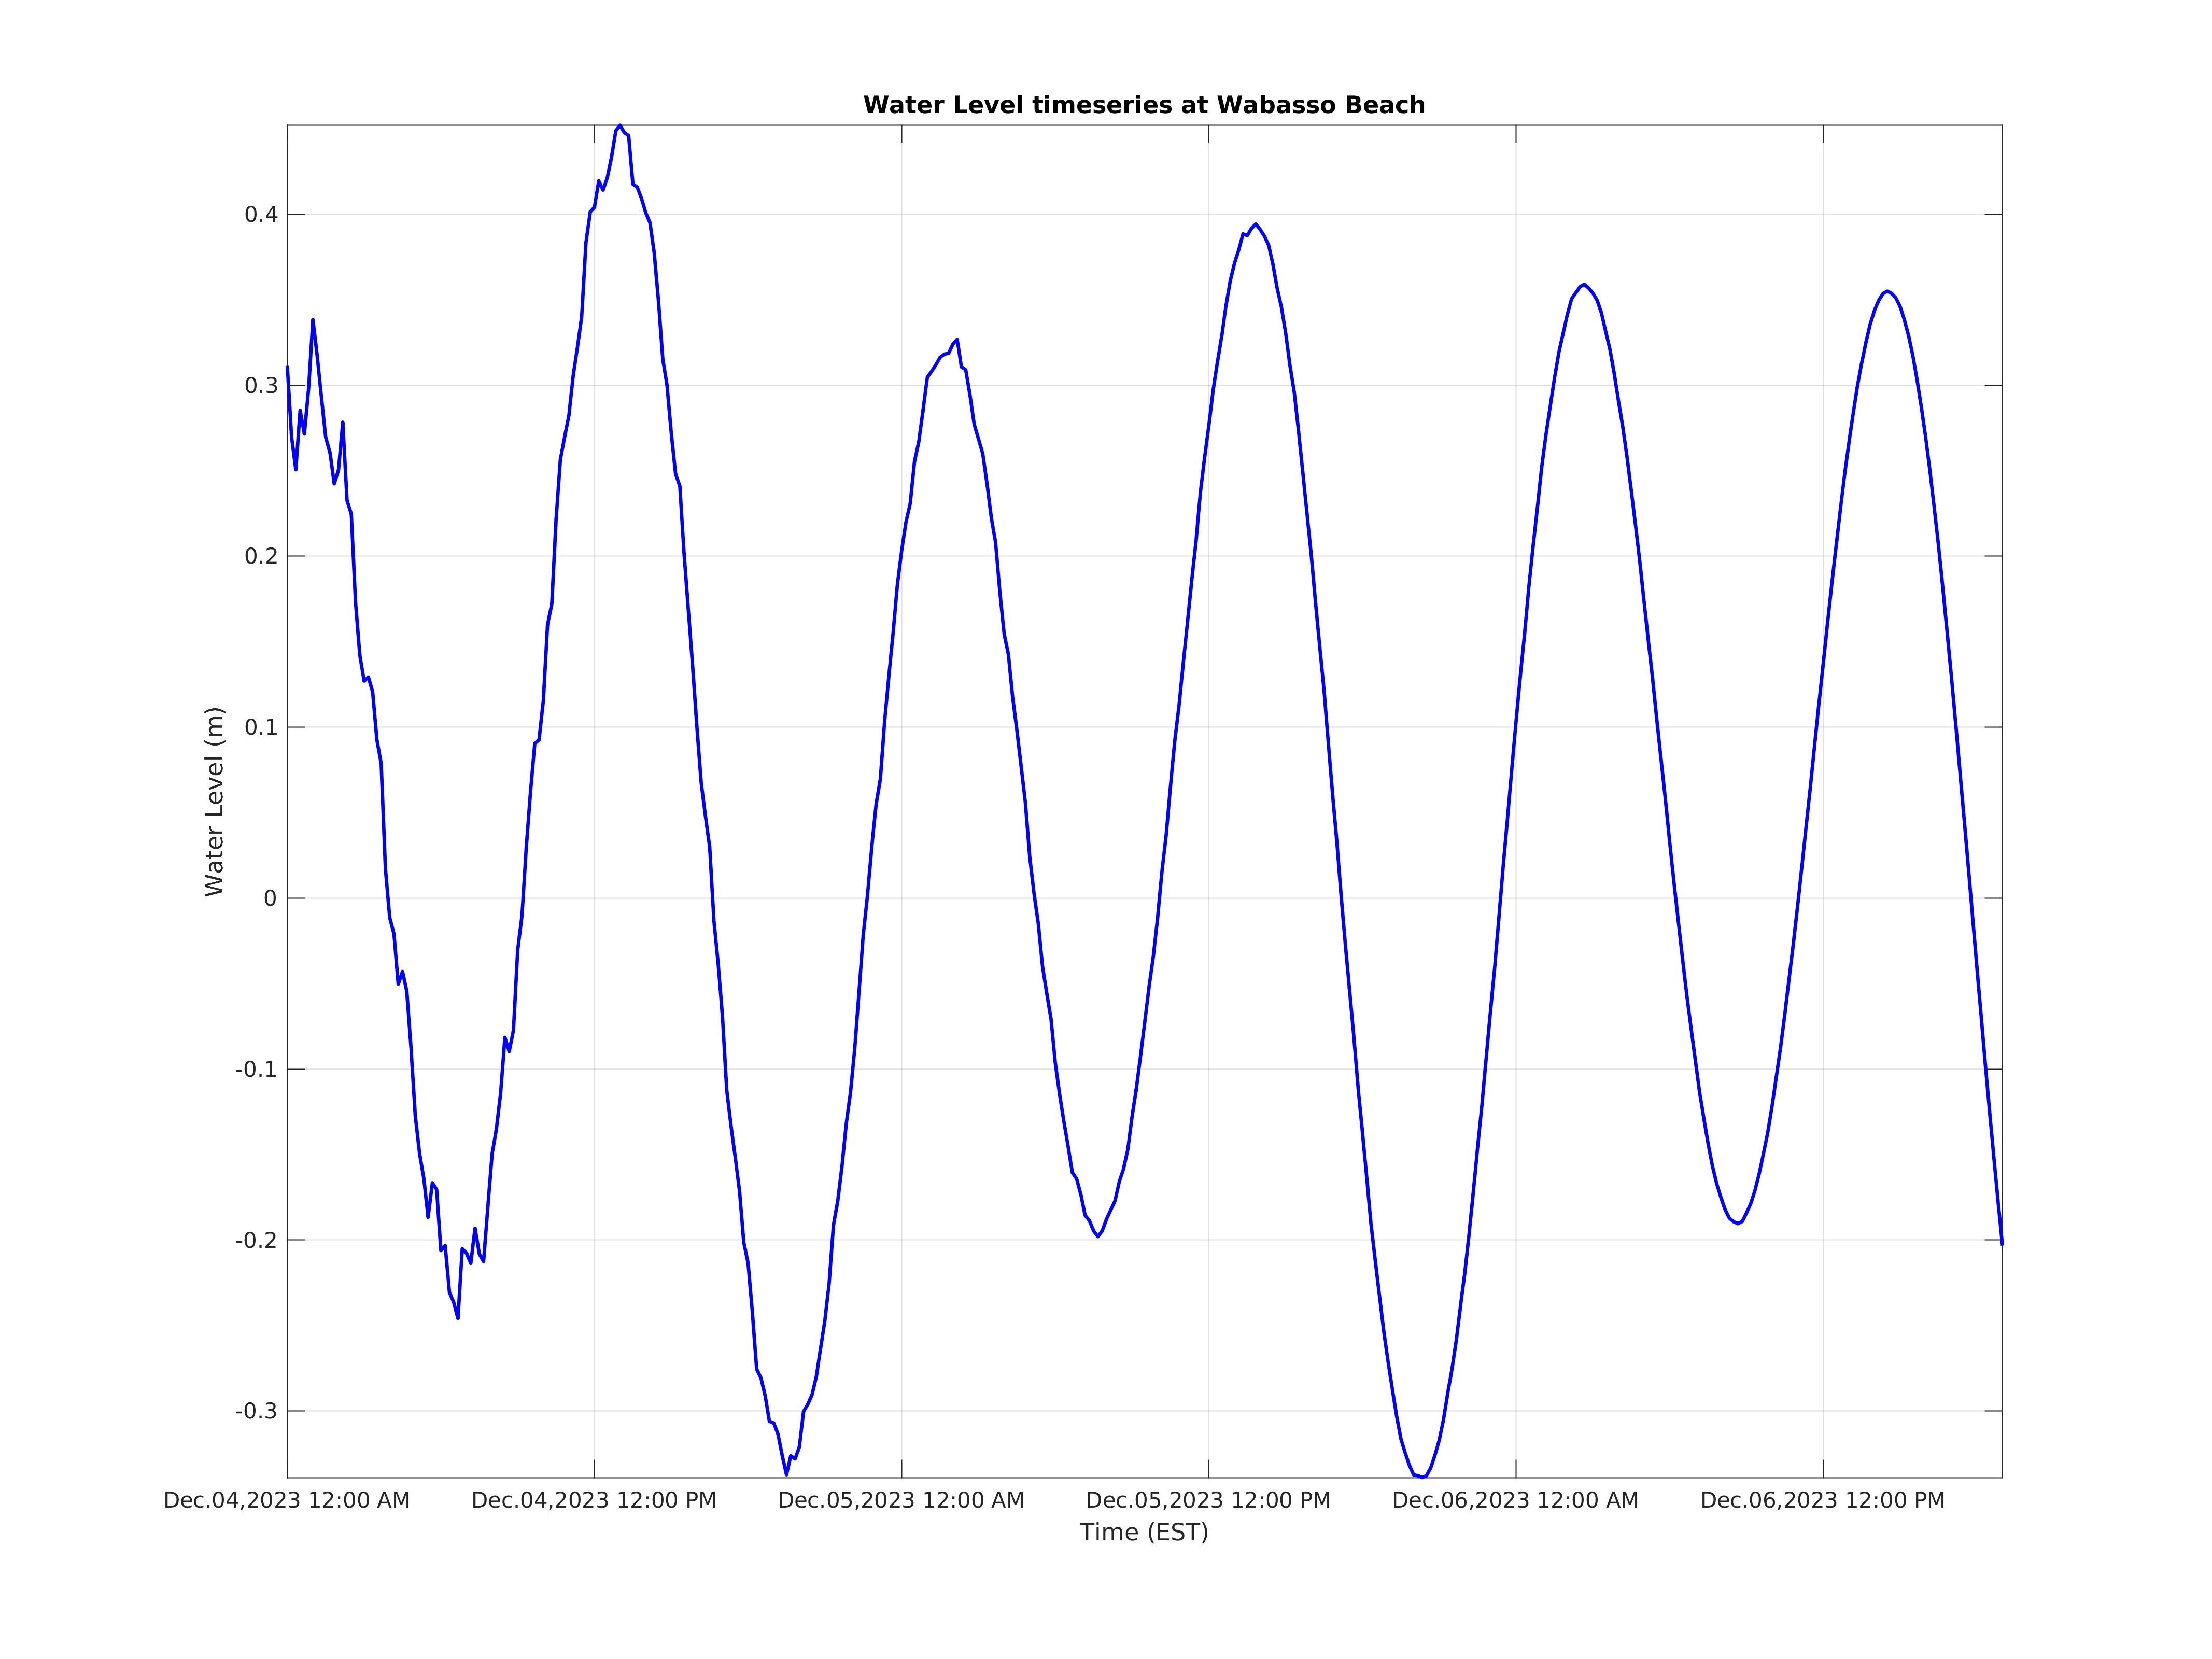 Water Level timeseries at Wabasso Beach
0.4
0.3
0.2
0.1
0
-0.1
-0.2
-0.3
Water Level (m)
Dec.04,2023 12:00 AM
Dec.04,2023 12:00 PM
Dec.05,2023 12:00 AM
Dec.05,2023 12:00 PM
Dec.06,2023 12:00 AM
Dec.06,2023 12:00 PM
Time (EST)